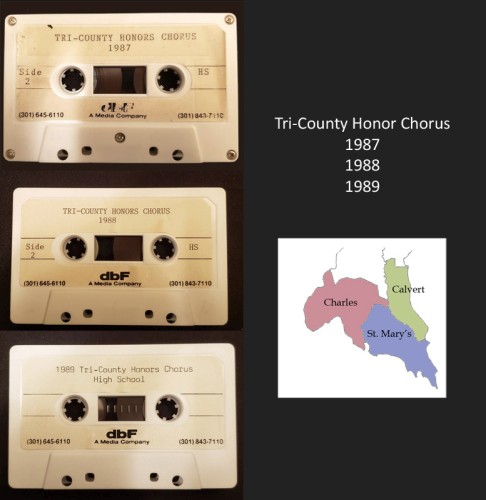 TRI-COUNTY HONORS CHORUS
1987
Side
2
HS
(301) 645-6110
A Media Company
(301) 843-7110
TRI-COUNTY HONORS CHORUS
1988
Side
2
HS
dbF
(301) 645-6110
A Media Company
(301) 843-7110
1989 Tri-County Honors Chorus
High School
dbF
(301) 645-6110
A Media Company
(301) 843-7110
Tri-County Honor Chorus
1987
1988
1989
Calvert
Charles
St. Mary's